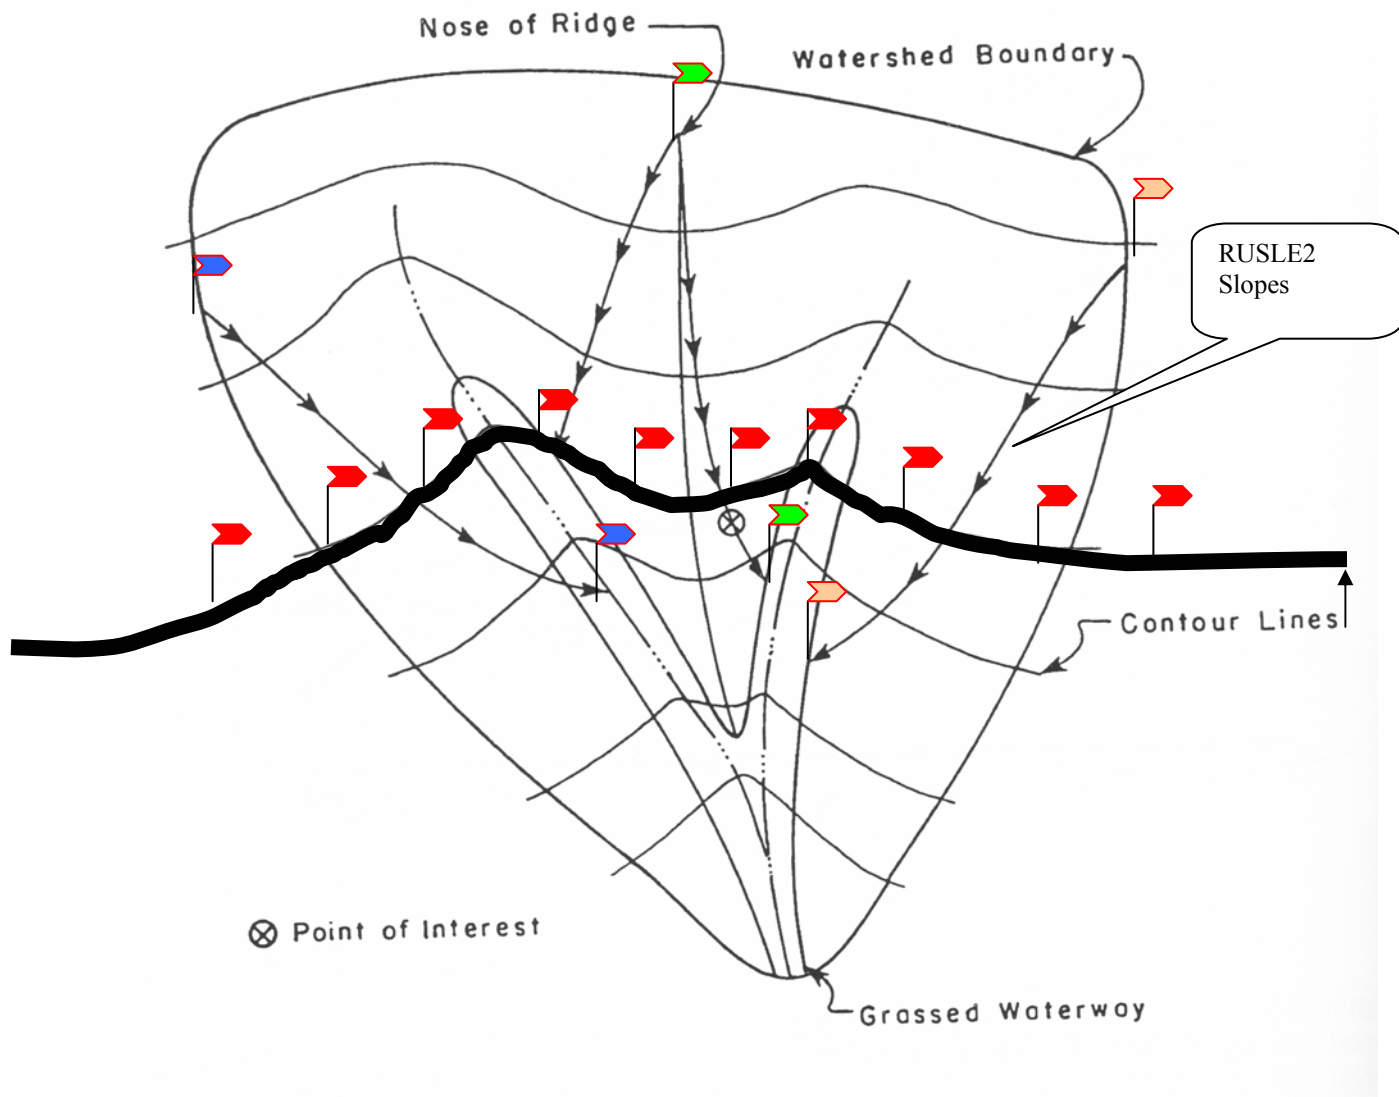 Nose of Ridge
Watershed Boundary
RUSLE2
Slopes
Contour Lines
Point of Interest
Grassed Waterway